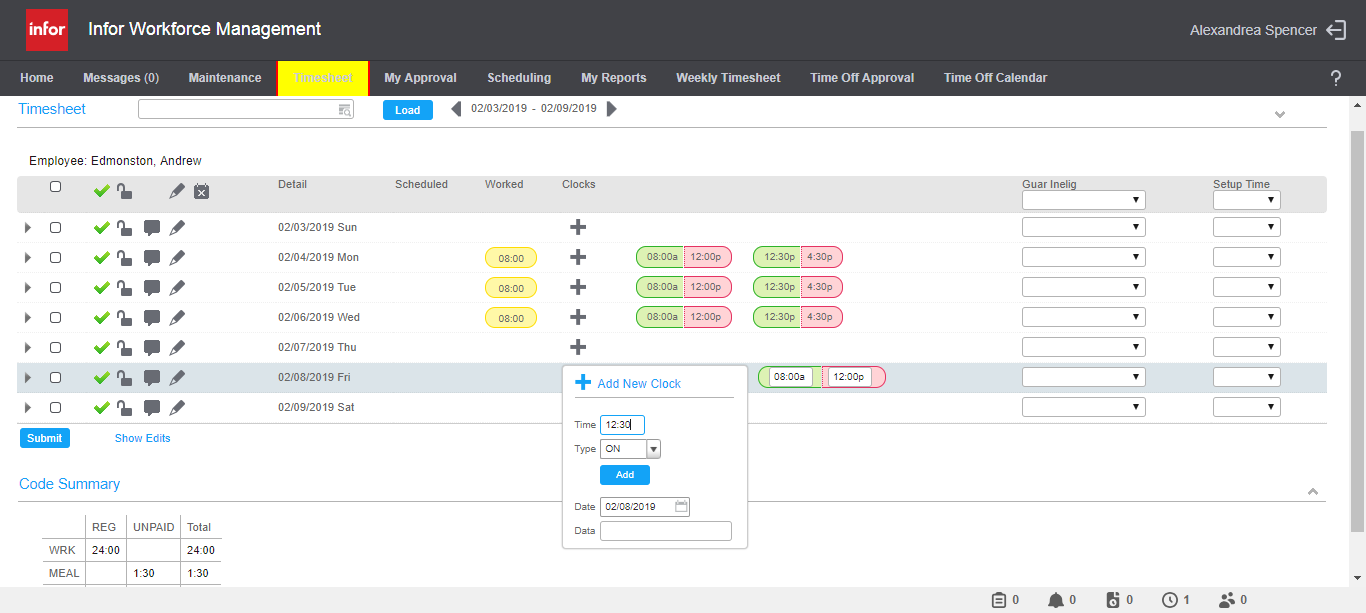 infor Infor Workforce Management Alexandrea Spencer
Home Messages (0) Maintenance Timesheet My Approval Scheduling My Reports Weekly Timesheet Time Off Approval Time Off Calendar ?
Timesheet Load 02/03/2019 - 02/09/2019
Employee: Edmonston, Andrew
Detail Scheduled Worked Clocks Guar Inelig Setup Time
02/03/2019 Sun
02/04/2019 Mon 08:00 08:00a 12:00p 12:30p 4:30p
02/05/2019 Tue 08:00 08:00a 12:00p 12:30p 4:30p
02/06/2019 Wed 08:00 08:00a 12:00p 12:30p 4:30p
02/07/2019 Thu
02/08/2019 Fri 08:00a 12:00p
02/09/2019 Sat
Add New Clock
Time 12:30
Type ON
Add
Date 02/08/2019
Data
Submit Show Edits
Code Summary
REG UNPAID Total
WRK 24:00 24:00
MEAL 1:30 1:30
0 0 0 1 0